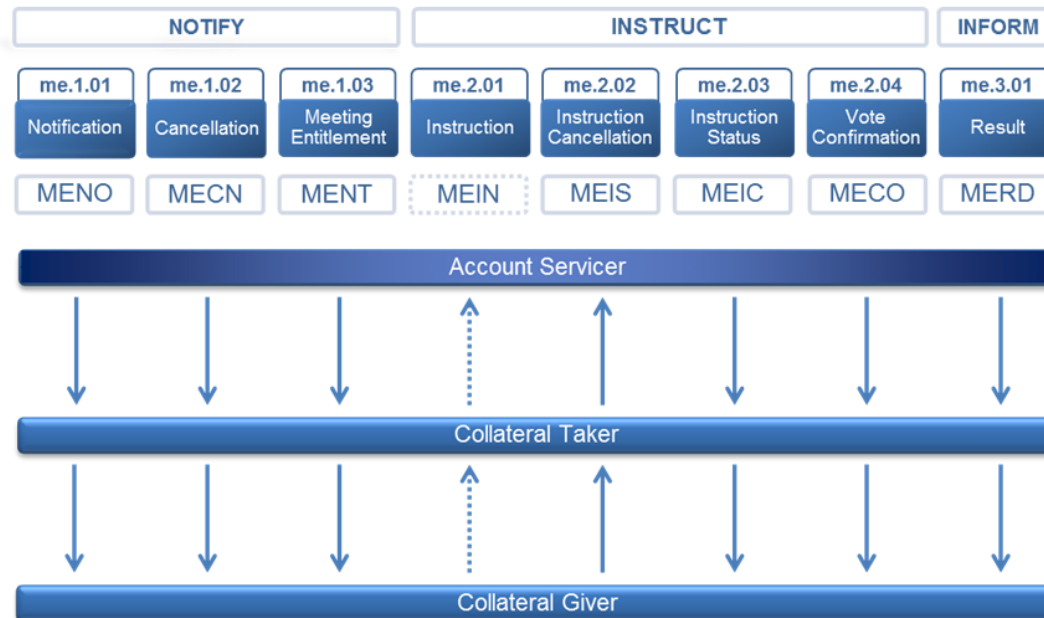 NOTIFY
INSTRUCT
INFORM
me.1.01
me.1.02
me.1.03
me.2.01
me.2.02
me.2.03
me.2.04
me.3.01
Notification
Cancellation
Meeting
Entitlement
Instruction
Instruction
Cancellation
Instruction
Status
Vote
Confirmation
Result
MENO
MECN
MENT
MEIN
MEIS
MEIC
MECO
MERD
Account Servicer
Collateral Taker
Collateral Giver